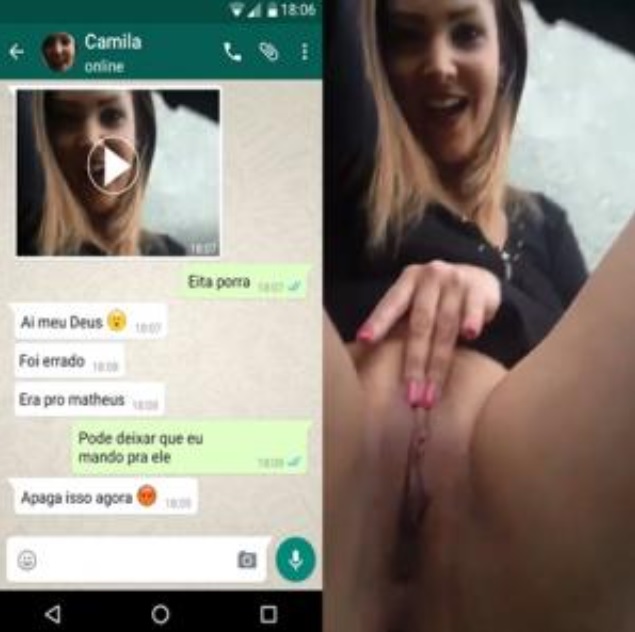 18:06
Camila
online
18:07
Eita porra 18:07
Ai meu Deus 😮 18:07
Foi errado 18:08
Era pro matheus 18:08
Pode deixar que eu
mando pra ele 18:08
Apaga isso agora 😡 18:09